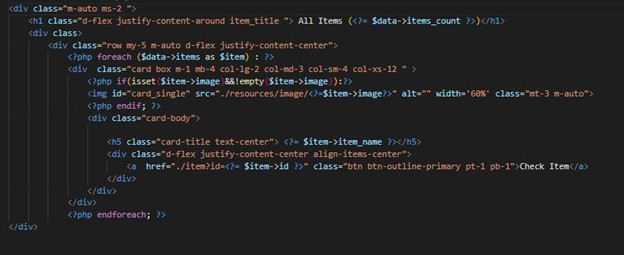 <div class="m-auto ms-2 ">
<h1 class="d-flex justify-content-around item_title "> All Items (<?= $data->items_count ?>)</h1>
<div class>
<div class="row my-5 m-auto d-flex justify-content-center">
<?php foreach ($data->items as $item) : ?>
<div  class="card box m-1 mb-4 col-lg-2 col-md-3 col-sm-4 col-xs-12 " >
<?php if(isset($item->image)&&!empty($item->image)):?>
<img id="card_single" src="./resources/image/<?=$item->image?>" alt="" width='60%' class="mt-3 m-auto">
<?php endif; ?>
<div class="card-body">
<h5 class="card-title text-center"> <?= $item->item_name ?></h5>
<div class="d-flex justify-content-center align-items-center">
<a  href="./item?id=<?= $item->id ?>" class="btn btn-outline-primary pt-1 pb-1">Check Item</a>
</div>
</div>
</div>
<?php endforeach; ?>
</div>